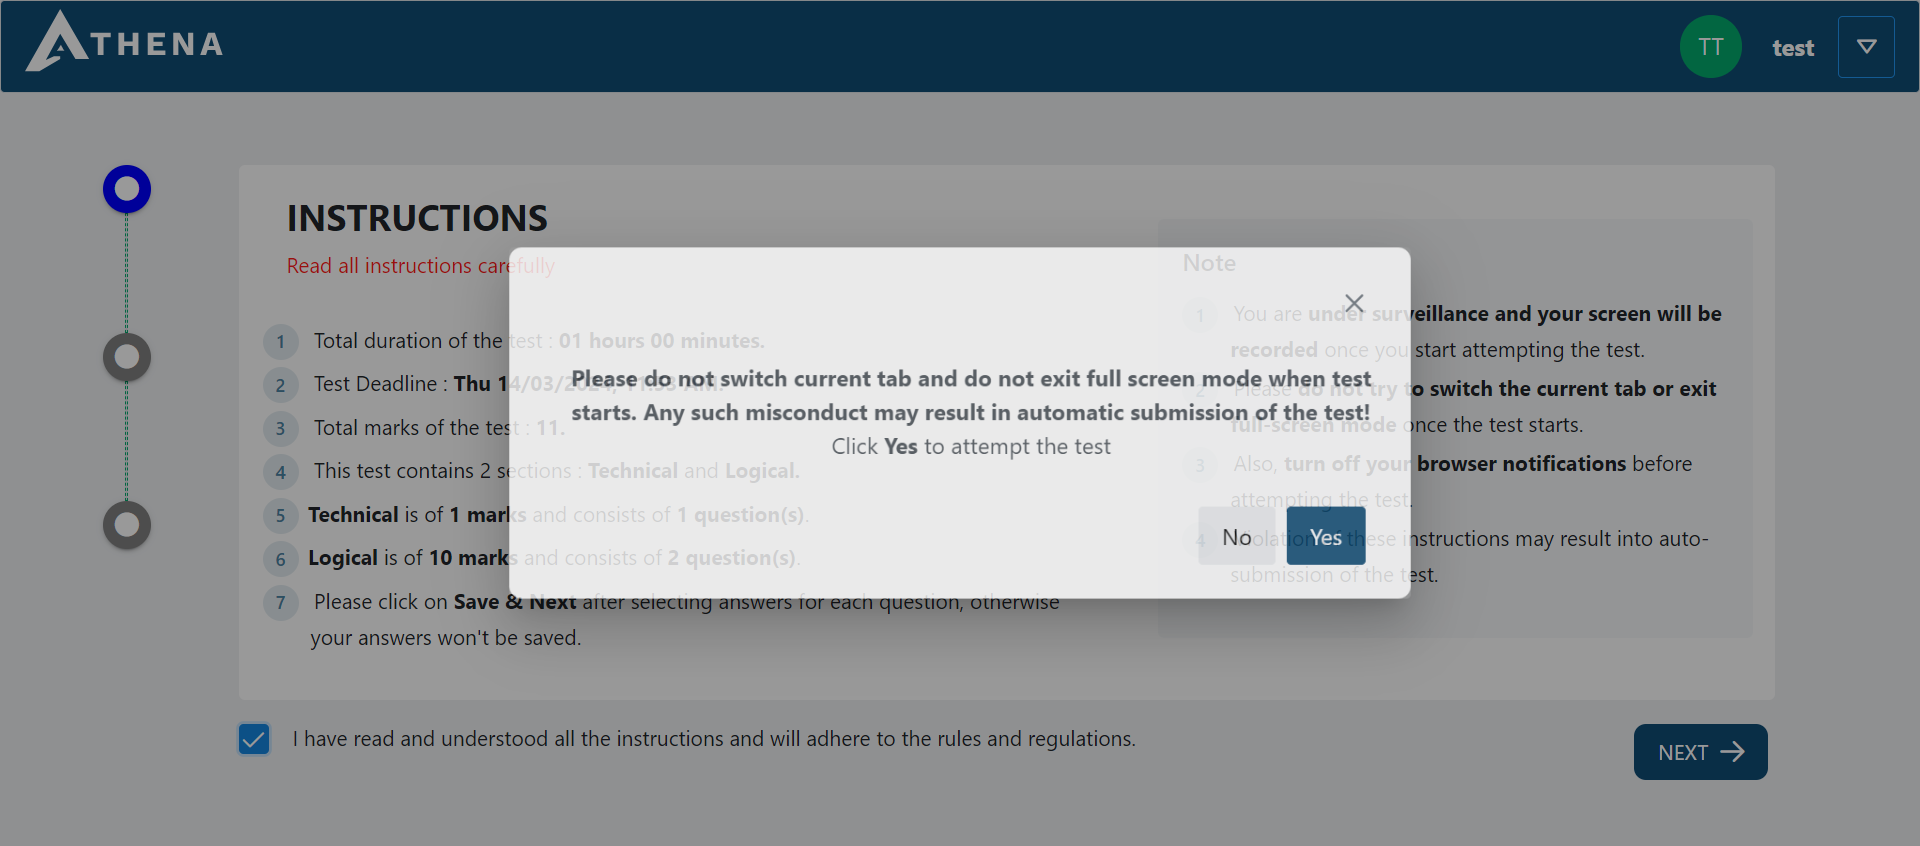 ATHENA
TT
test
INSTRUCTIONS
Read all instructions carefully
1 Total duration of the test : 01 hours 00 minutes.
2 Test Deadline : Thu 14/03/2024, 11:53 AM.
3 Total marks of the test : 11.
4 This test contains 2 sections : Technical and Logical.
5 Technical is of 1 marks and consists of 1 question(s).
6 Logical is of 10 marks and consists of 2 question(s).
7 Please click on Save & Next after selecting answers for each question, otherwise
your answers won't be saved.
Note
1 You are under surveillance and your screen will be
recorded once you start attempting the test.
2 Please do not try to switch the current tab or exit
full-screen mode once the test starts.
3 Also, turn off your browser notifications before
attempting the test.
4 Violation of these instructions may result into auto-
submission of the test.
Please do not switch current tab and do not exit full screen mode when test
starts. Any such misconduct may result in automatic submission of the test!
Click Yes to attempt the test
No
Yes
I have read and understood all the instructions and will adhere to the rules and regulations.
NEXT